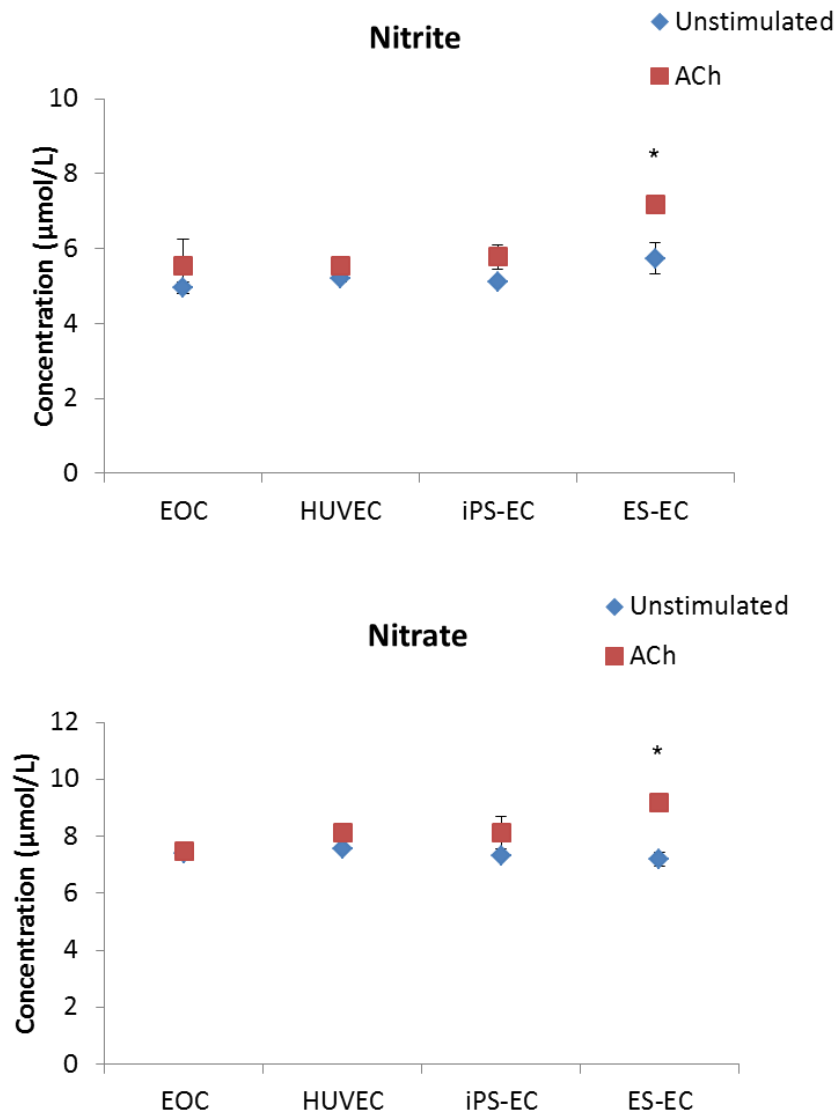 Nitrite
Unstimulated
ACh
Concentration (µmol/L)
10
8
6
4
2
0
*
EOC HUVEC iPS-EC ES-EC
Nitrate
Unstimulated
ACh
Concentration (µmol/L)
12
10
8
6
4
2
0
*
EOC HUVEC iPS-EC ES-EC